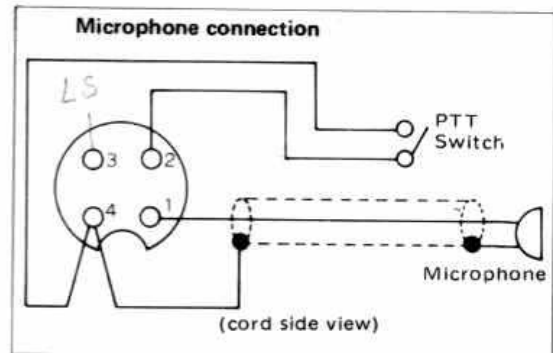 Microphone connection
LS
PTT
Switch
3
2
4
1
Microphone
(cord side view)